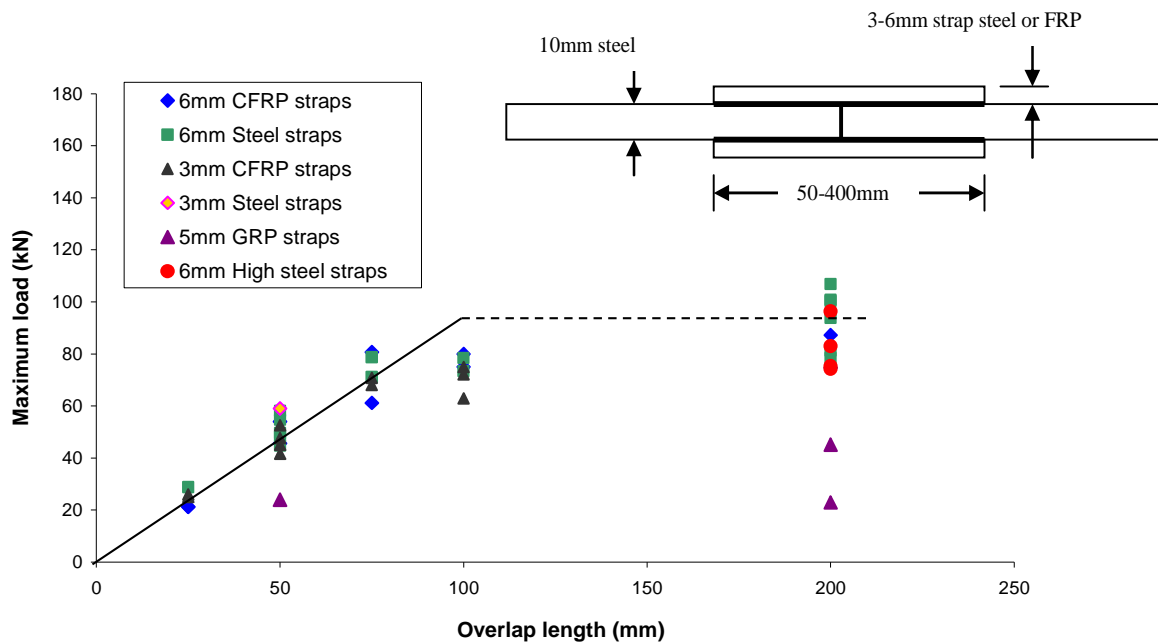 3-6mm strap steel or FRP
10mm steel
50-400mm
6mm CFRP straps
6mm Steel straps
3mm CFRP straps
3mm Steel straps
5mm GRP straps
6mm High steel straps
Maximum load (kN)
180
160
140
120
100
80
60
40
20
0
0 50 100 150 200 250
Overlap length (mm)